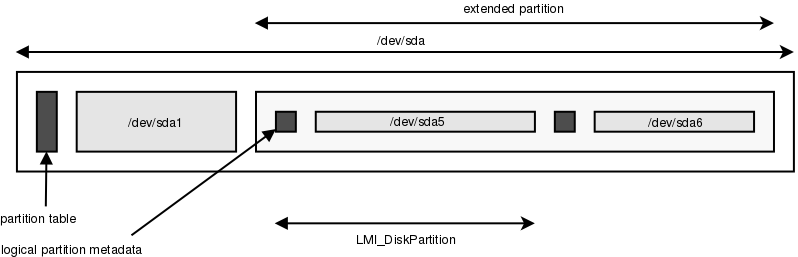 extended partition
/dev/sda
/dev/sda1
/dev/sda5
/dev/sda6
partition table
logical partition metadata
LMI_DiskPartition